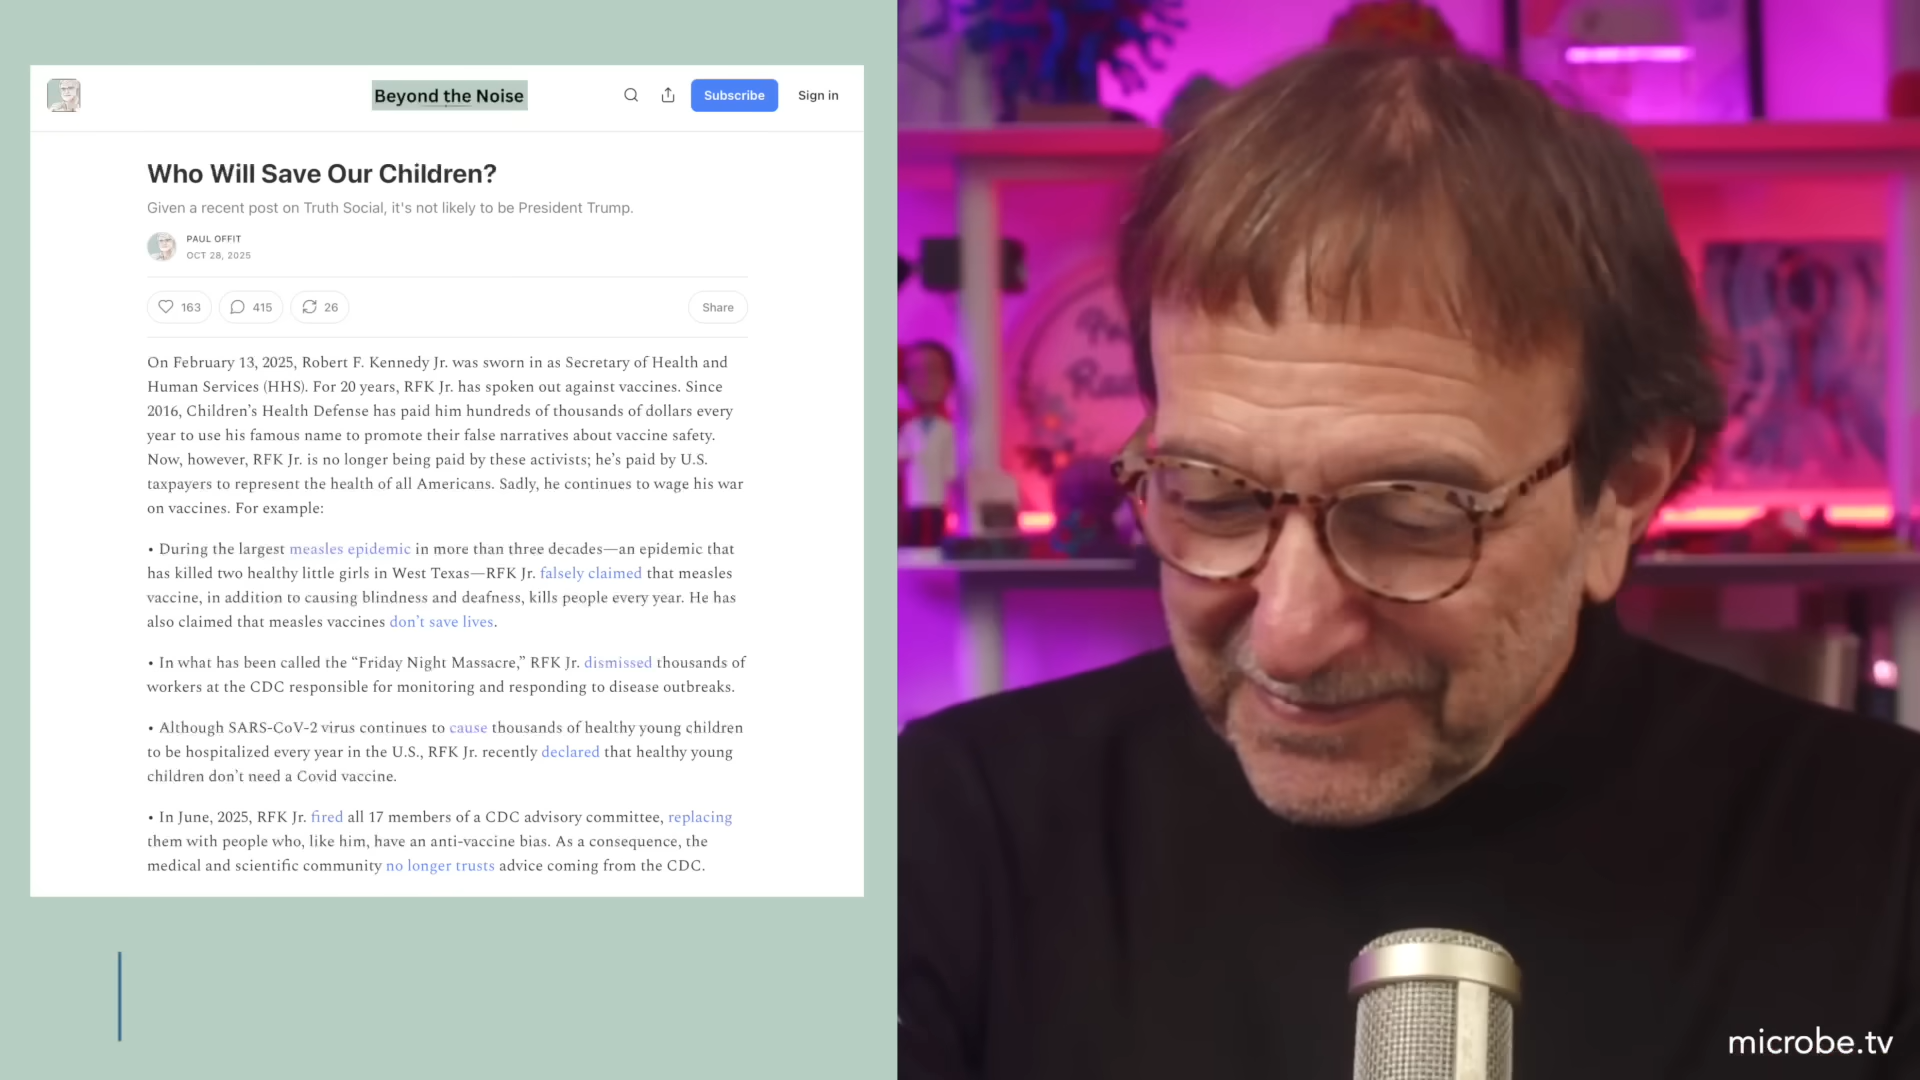 Beyond the Noise
Subscribe
Sign in
Who Will Save Our Children?
Given a recent post on Truth Social, it's not likely to be President Trump.
PAUL OFFIT
OCT 28, 2025
163
415
26
Share
On February 13, 2025, Robert F. Kennedy Jr. was sworn in as Secretary of Health and
Human Services (HHS). For 20 years, RFK Jr. has spoken out against vaccines. Since
2016, Children’s Health Defense has paid him hundreds of thousands of dollars every
year to use his famous name to promote their false narratives about vaccine safety.
Now, however, RFK Jr. is no longer being paid by these activists; he’s paid by U.S.
taxpayers to represent the health of all Americans. Sadly, he continues to wage his war
on vaccines. For example:
• During the largest measles epidemic in more than three decades—an epidemic that
has killed two healthy little girls in West Texas—RFK Jr. falsely claimed that measles
vaccine, in addition to causing blindness and deafness, kills people every year. He has
also claimed that measles vaccines don’t save lives.
• In what has been called the “Friday Night Massacre,” RFK Jr. dismissed thousands of
workers at the CDC responsible for monitoring and responding to disease outbreaks.
• Although SARS-CoV-2 virus continues to cause thousands of healthy young children
to be hospitalized every year in the U.S., RFK Jr. recently declared that healthy young
children don’t need a Covid vaccine.
• In June, 2025, RFK Jr. fired all 17 members of a CDC advisory committee, replacing
them with people who, like him, have an anti-vaccine bias. As a consequence, the
medical and scientific community no longer trusts advice coming from the CDC.
microbe.tv